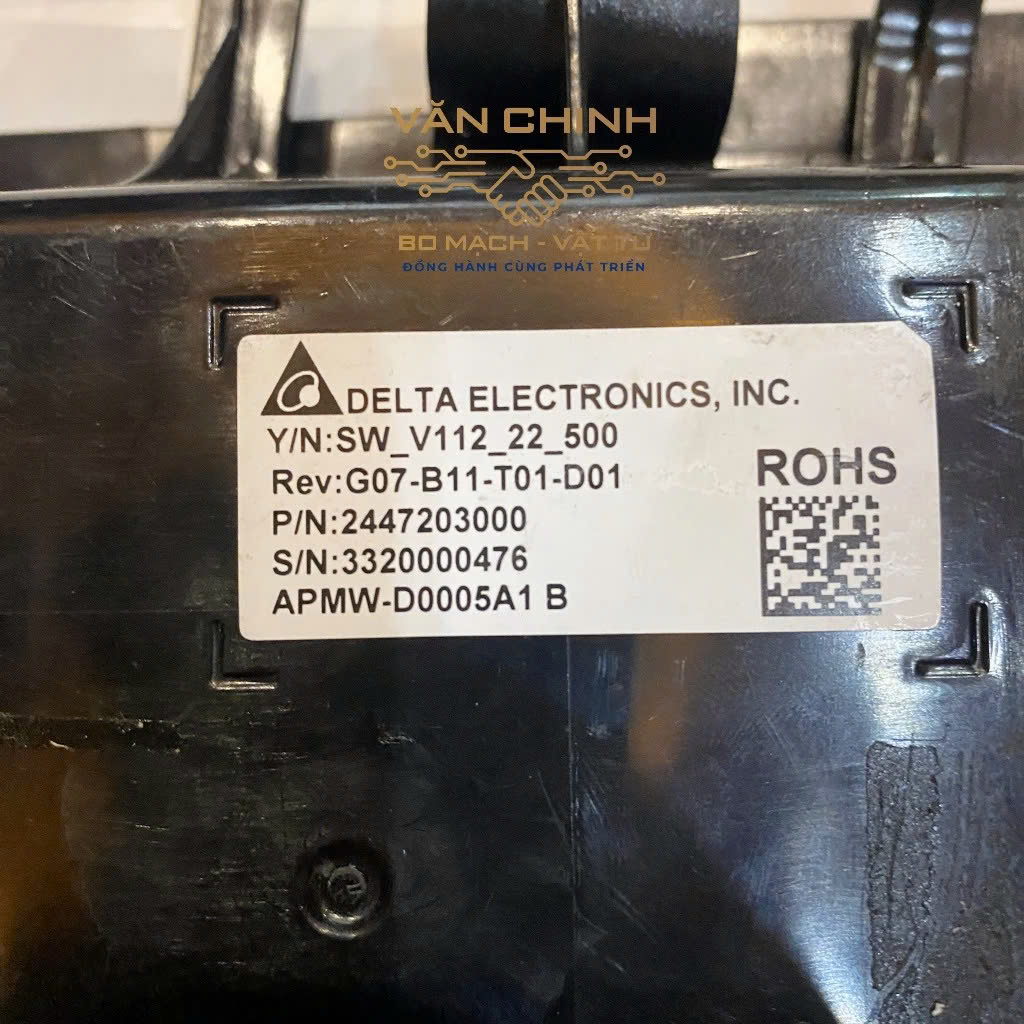 VĂN CHINH
BO MẠCH - VẬT TƯ
ĐỒNG HÀNH CÙNG PHÁT TRIỂN
DELTA ELECTRONICS, INC.
Y/N:SW_V112_22_500
Rev:G07-B11-T01-D01
P/N:2447203000
S/N:3320000476
APMW-D0005A1 B
ROHS